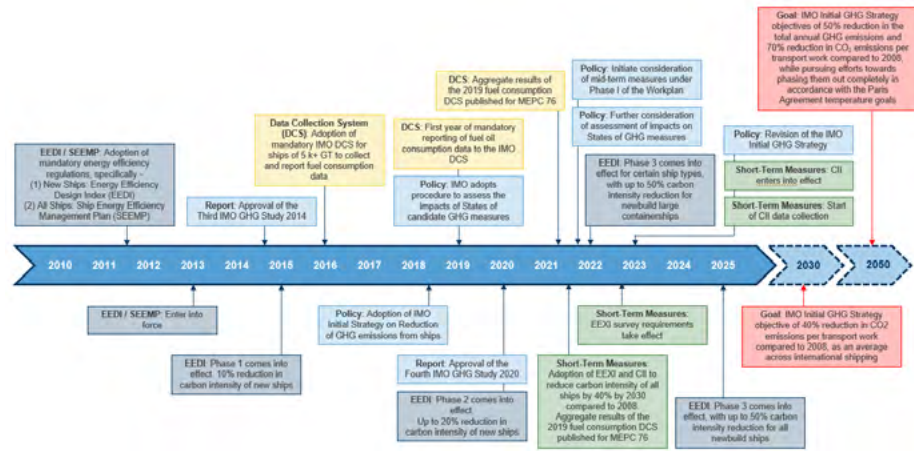 Goal: IMO Initial GHG Strategy
objectives of 50% reduction in the
total annual GHG emissions and
70% reduction in CO₂ emissions per
transport work compared to 2008,
while pursuing efforts towards
phasing them out completely in
accordance with the Paris
Agreement temperature goals
Policy: Initiate consideration
of mid-term measures under
Phase I of the Workplan
DCS: Aggregate results of
the 2019 fuel consumption
DCS published for MEPC 76
Policy: Further consideration
of assessment of impacts on
States of GHG measures
Data Collection System
(DCS): Adoption of
mandatory IMO DCS for
ships of 5 k+ GT to collect
and report fuel consumption
data
DCS: First year of mandatory
reporting of fuel oil
consumption data to the IMO
DCS
Policy: Revision of the IMO
Initial GHG Strategy
EEDI / SEEMP: Adoption of
mandatory energy efficiency
regulations, specifically -
(1) New Ships: Energy Efficiency
Design Index (EEDI)
(2) All Ships: Ship Energy Efficiency
Management Plan (SEEMP)
EEDI: Phase 3 comes into
effect for certain ship types,
with up to 50% carbon
intensity reduction for
newbuild large
containerships
Short-Term Measures: CII
enters into effect
Report: Approval of the
Third IMO GHG Study 2014
Policy: IMO adopts
procedure to assess the
impacts of States of
candidate GHG measures
Short-Term Measures: Start
of CII data collection
2010 2011 2012 2013 2014 2015 2016 2017 2018 2019 2020 2021 2022 2023 2024 2025 2030 2050
EEDI / SEEMP: Enter into
force
Policy: Adoption of IMO
Initial Strategy on Reduction
of GHG emissions from ships
Short-Term Measures:
EEXI survey requirements
take effect
Goal: IMO Initial GHG Strategy
objective of 40% reduction in CO2
emissions per transport work
compared to 2008, as an average
across international shipping
EEDI: Phase 1 comes into
effect. 10% reduction in
carbon intensity of new ships
Report: Approval of the
Fourth IMO GHG Study 2020
Short-Term Measures:
Adoption of EEXI and CII to
reduce carbon intensity of all
ships by 40% by 2030
compared to 2008.
Aggregate results of the
2019 fuel consumption DCS
published for MEPC 76
EEDI: Phase 2 comes into
effect
Up to 20% reduction in
carbon intensity of new ships
EEDI: Phase 3 comes into
effect, with up to 50% carbon
intensity reduction for all
newbuild ships